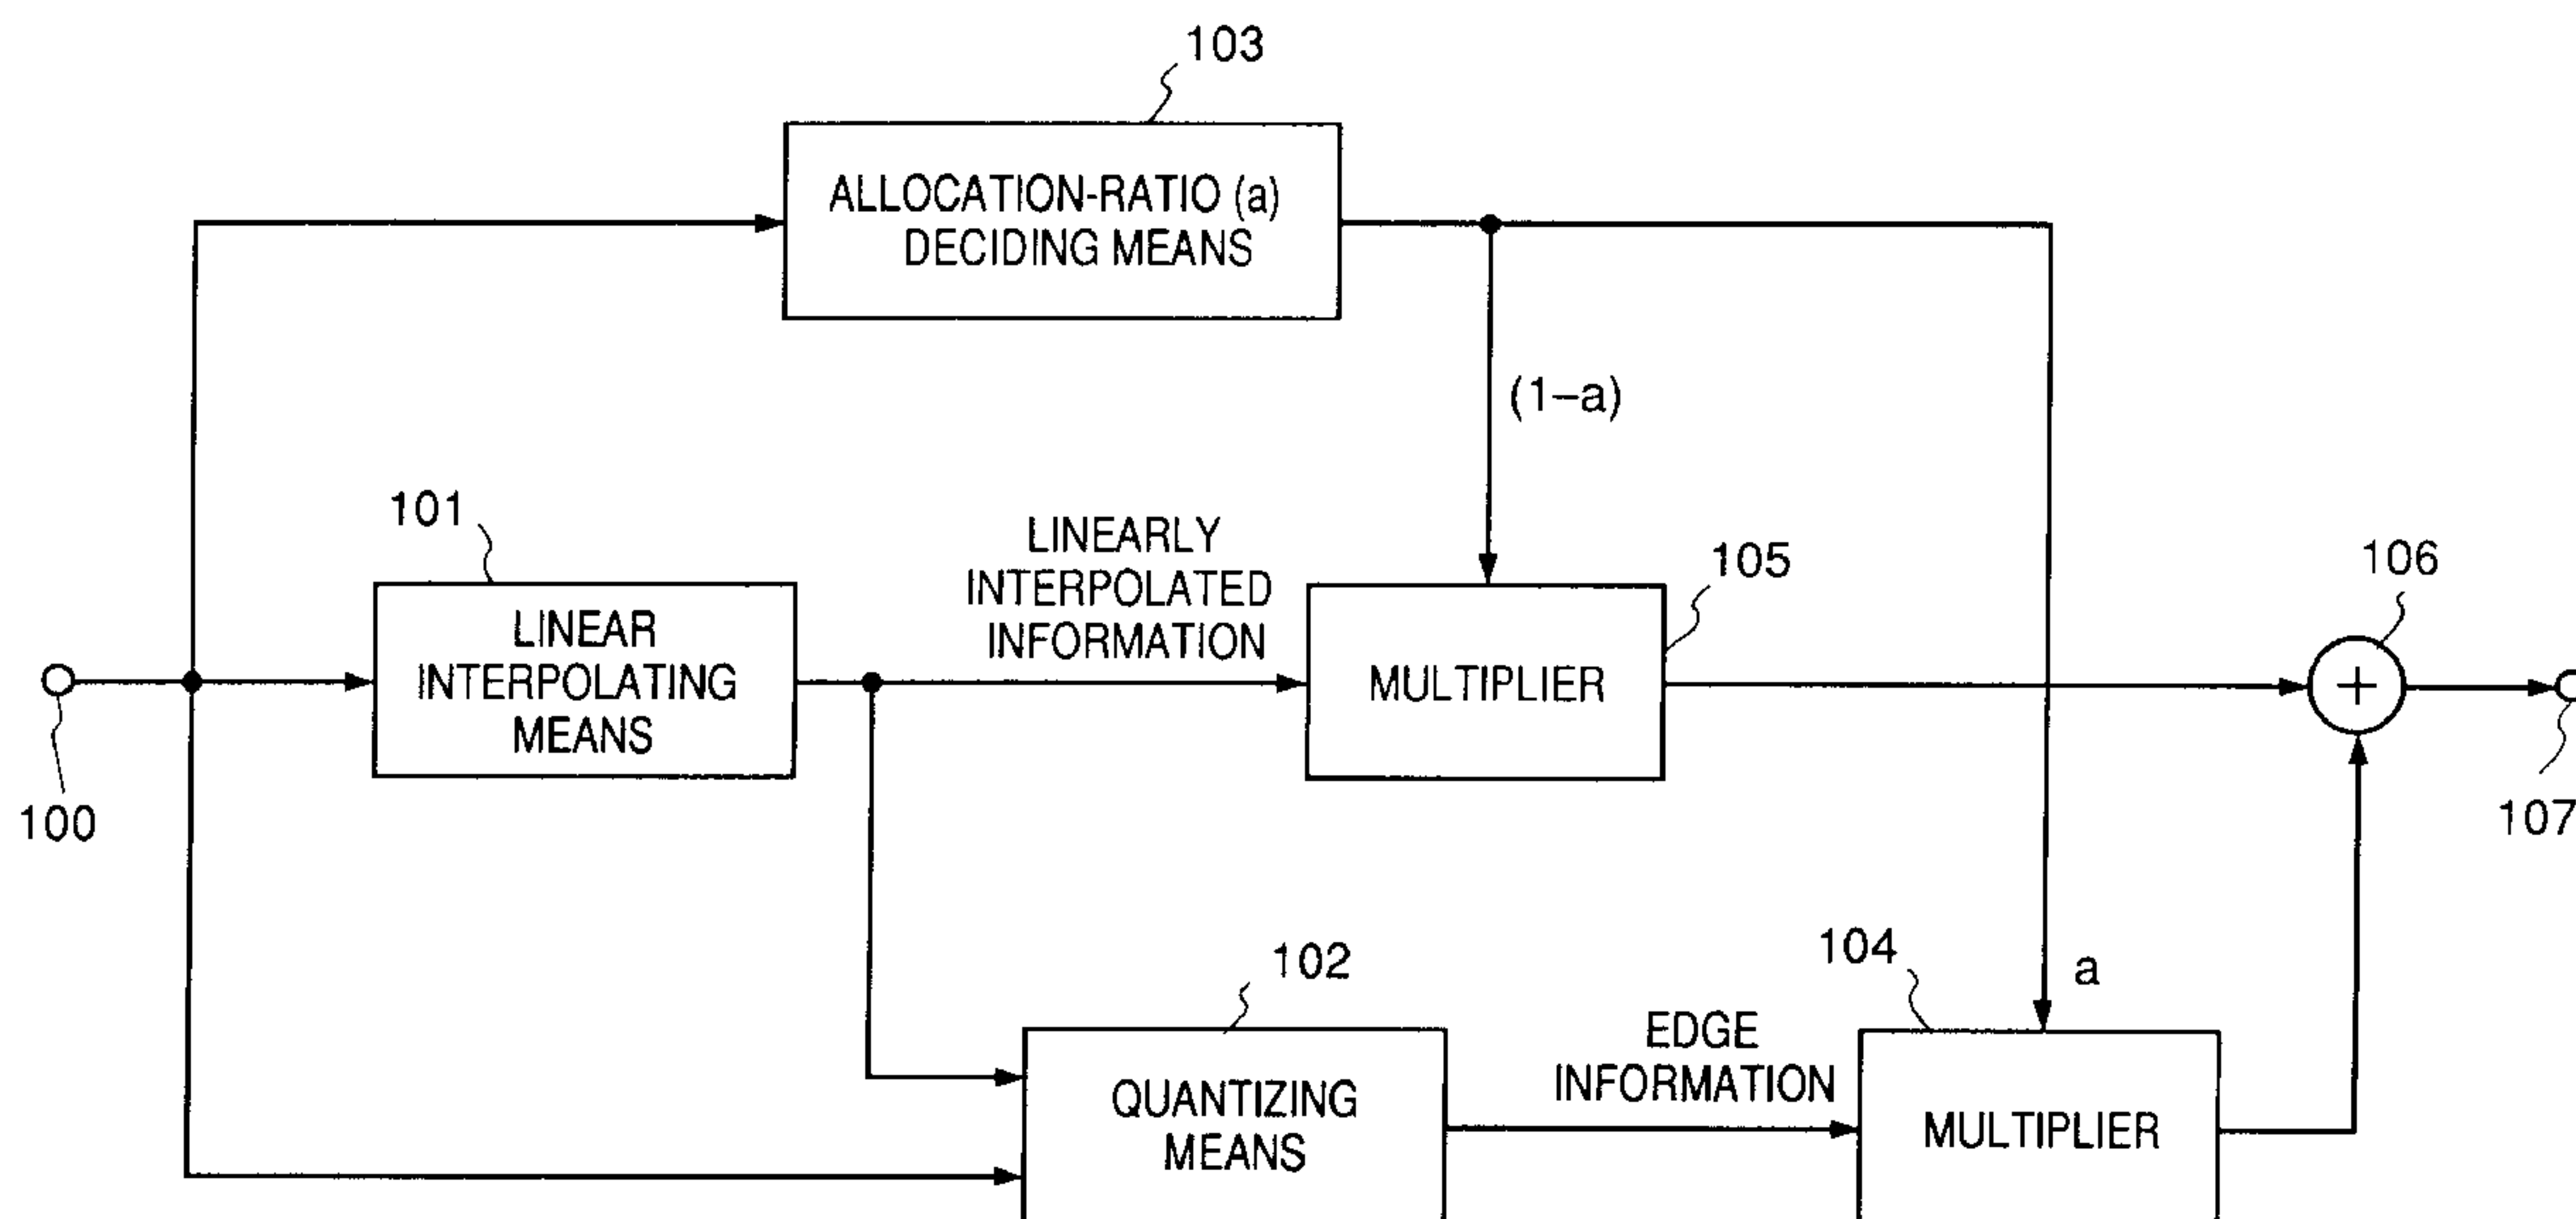 103
ALLOCATION-RATIO (a)
DECIDING MEANS
(1–a)
101
LINEARLY
INTERPOLATED
INFORMATION
105
106
LINEAR
INTERPOLATING
MEANS
MULTIPLIER
+
100
107
102
104
a
EDGE
INFORMATION
QUANTIZING
MEANS
MULTIPLIER